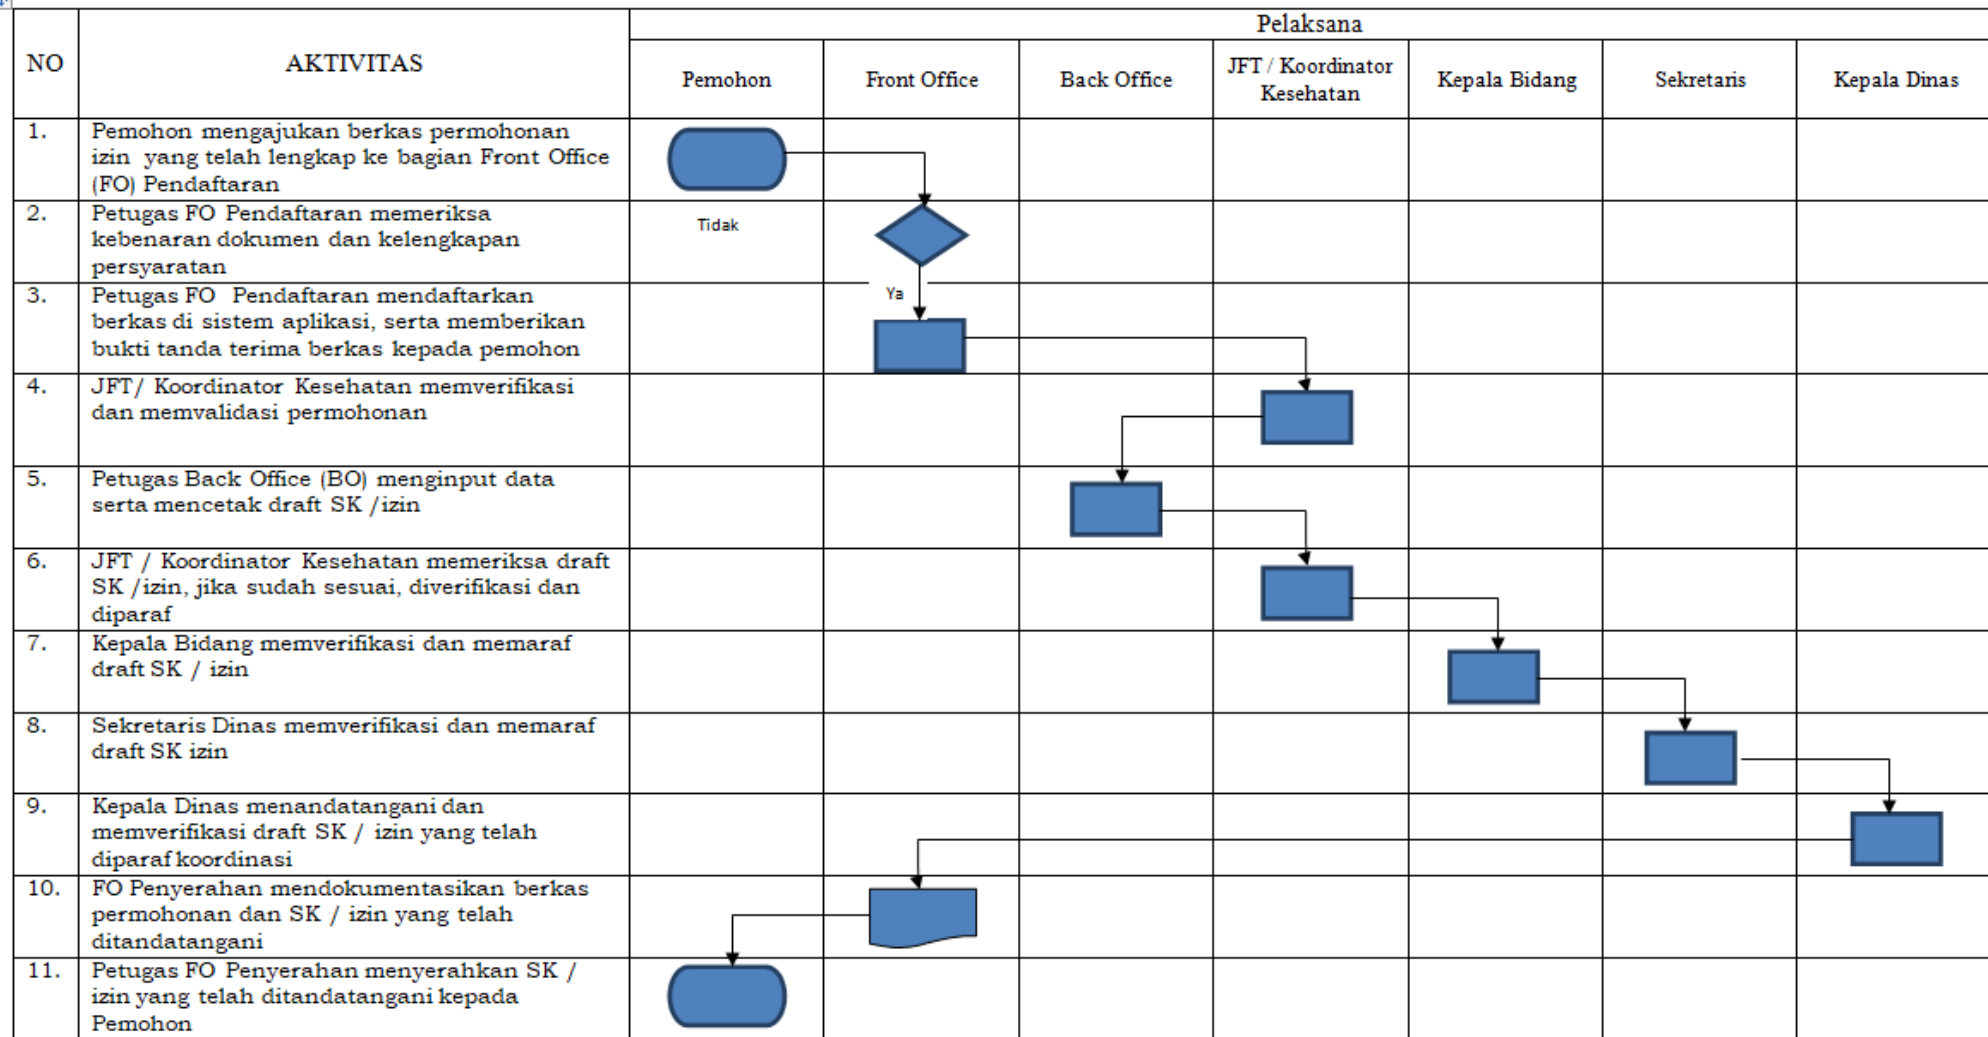 Pelaksana
NO
AKTIVITAS
Pemohon
Front Office
Back Office
JFT / Koordinator
Kesehatan
Kepala Bidang
Sekretaris
Kepala Dinas
1.
Pemohon mengajukan berkas permohonan
izin yang telah lengkap ke bagian Front Office
(FO) Pendaftaran
2.
Petugas FO Pendaftaran memeriksa
kebenaran dokumen dan kelengkapan
persyaratan
Tidak
3.
Petugas FO Pendaftaran mendaftarkan
berkas di sistem aplikasi, serta memberikan
bukti tanda terima berkas kepada pemohon
Ya
4.
JFT/ Koordinator Kesehatan memverifikasi
dan memvalidasi permohonan
5.
Petugas Back Office (BO) menginput data
serta mencetak draft SK /izin
6.
JFT / Koordinator Kesehatan memeriksa draft
SK /izin, jika sudah sesuai, diverifikasi dan
diparaf
7.
Kepala Bidang memverifikasi dan memaraf
draft SK / izin
8.
Sekretaris Dinas memverifikasi dan memaraf
draft SK izin
9.
Kepala Dinas menandatangani dan
memverifikasi draft SK / izin yang telah
diparaf koordinasi
10.
FO Penyerahan mendokumentasikan berkas
permohonan dan SK / izin yang telah
ditandatangani
11.
Petugas FO Penyerahan menyerahkan SK /
izin yang telah ditandatangani kepada
Pemohon